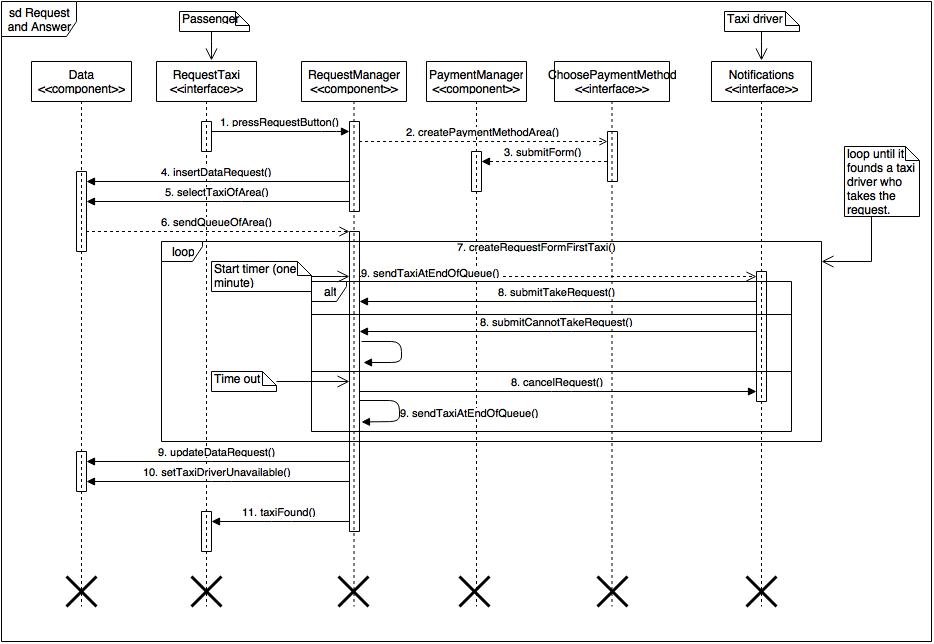 sd Request
and Answer
Passenger
Taxi driver
Data
<<component>>
RequestTaxi
<<interface>>
RequestManager
<<component>>
PaymentManager
<<component>>
ChoosePaymentMethod
<<interface>>
Notifications
<<interface>>
1. pressRequestButton()
2. createPaymentMethodArea()
3. submitForm()
4. insertDataRequest()
5. selectTaxiOfArea()
6. sendQueueOfArea()
loop until it
founds a taxi
driver who
takes the
request.
loop
7. createRequestFormFirstTaxi()
Start timer (one
minute)
9. sendTaxiAtEndOfQueue()
alt
8. submitTakeRequest()
8. submitCannotTakeRequest()
Time out
8. cancelRequest()
9. sendTaxiAtEndOfQueue()
9. updateDataRequest()
10. setTaxiDriverUnavailable()
11. taxiFound()